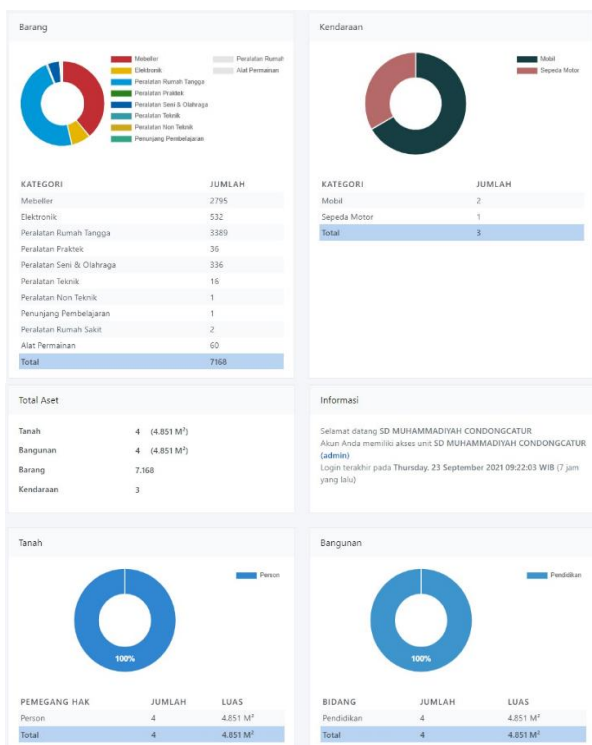 Barang
Mebeller
Elektronik
Peralatan Rumah Tangga
Peralatan Praktek
Peralatan Seni & Olahraga
Peralatan Teknik
Peralatan Non Teknik
Penunjang Pembelajaran
Peralatan Rumah
Alat Permainan
KATEGORI JUMLAH
Mebeller 2795
Elektronik 532
Peralatan Rumah Tangga 3389
Peralatan Praktek 36
Peralatan Seni & Olahraga 336
Peralatan Teknik 16
Peralatan Non Teknik 1
Penunjang Pembelajaran 1
Peralatan Rumah Sakit 2
Alat Permainan 60
Total 7168
Kendaraan
Mobil
Sepeda Motor
KATEGORI JUMLAH
Mobil 2
Sepeda Motor 1
Total 3
Total Aset
Tanah 4 (4.851 M²)
Bangunan 4 (4.851 M²)
Barang 7.168
Kendaraan 3
Informasi
Selamat datang SD MUHAMMADIYAH CONDONGCATUR
Akun Anda memiliki akses unit SD MUHAMMADIYAH CONDONGCATUR
(admin)
Login terakhir pada Thursday, 23 September 2021 09:22:03 WIB (7 jam
yang lalu)
Tanah
Person
100%
PEMEGANG HAK JUMLAH LUAS
Person 4 4.851 M²
Total 4 4.851 M²
Bangunan
Pendidikan
100%
BIDANG JUMLAH LUAS
Pendidikan 4 4.851 M²
Total 4 4.851 M²